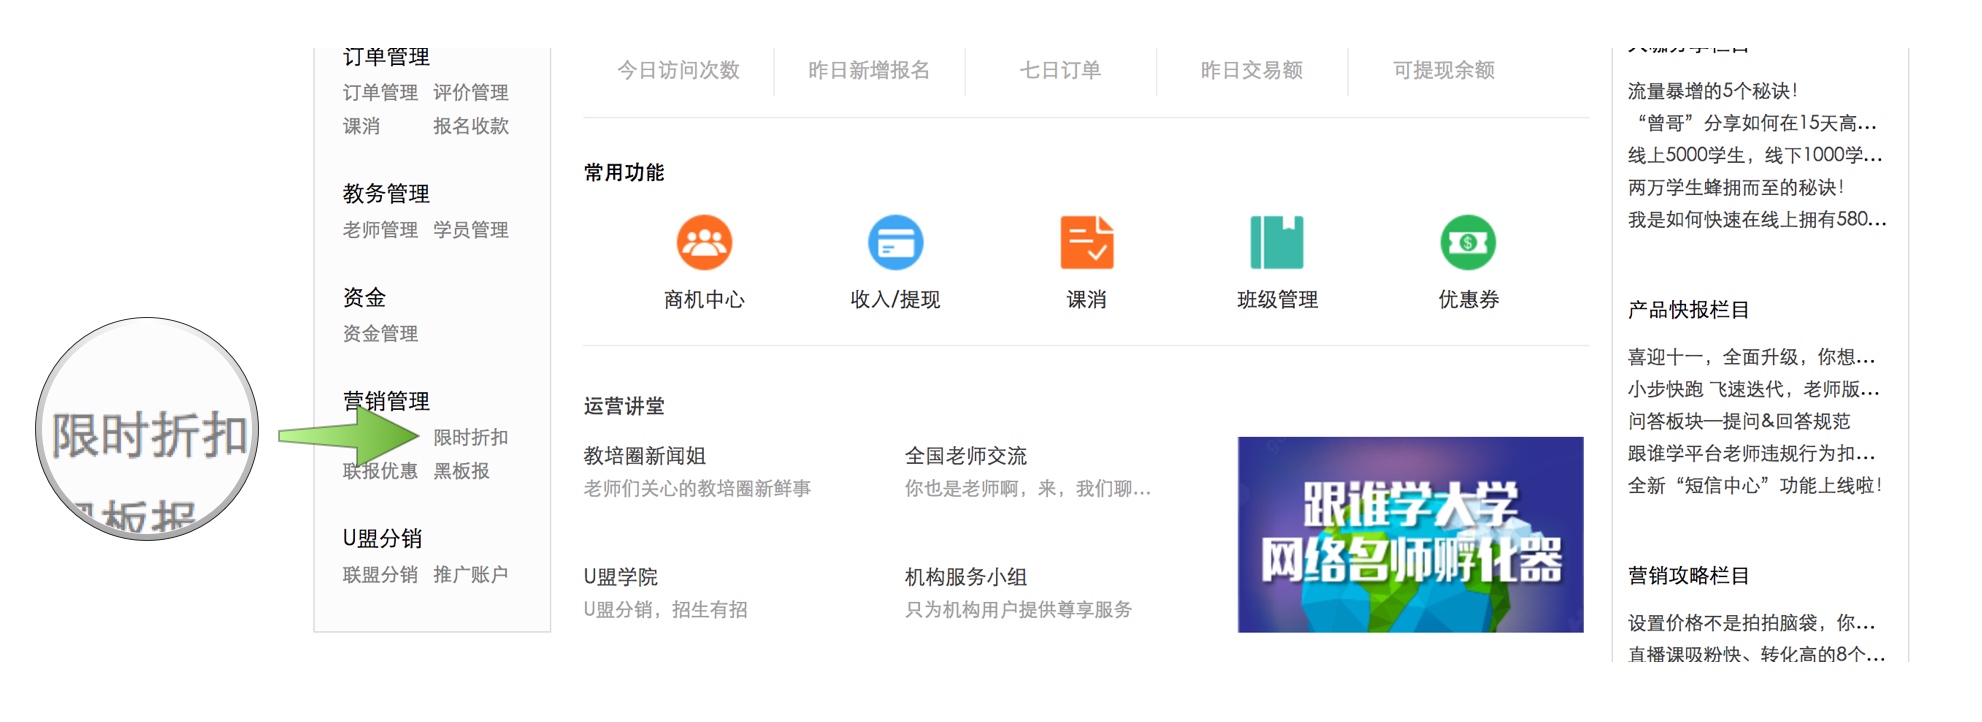 限时折扣
黑板报
订单管理
订单管理 评价管理
课消 报名收款
教务管理
老师管理 学员管理
资金
资金管理
营销管理
限时折扣
联报优惠 黑板报
U盟分销
联盟分销 推广账户
今日访问次数 昨日新增报名 七日订单 昨日交易额 可提现余额
常用功能
商机中心 收入/提现 课消 班级管理 优惠券
运营讲堂
教培圈新闻姐
老师们关心的教培圈新鲜事
全国老师交流
你也是老师啊，来，我们聊...
U盟学院
U盟分销，招生有招
机构服务小组
只为机构用户提供尊享服务
跟谁学大学
网络名师孵化器
流量暴增的5个秘诀！
“曾哥”分享如何在15天高...
线上5000学生，线下1000学...
两万学生蜂拥而至的秘诀！
我是如何快速在线上拥有580...
产品快报栏目
喜迎十一，全面升级，你想...
小步快跑 飞速迭代，老师版...
问答板块—提问&回答规范
跟谁学平台老师违规行为扣...
全新“短信中心”功能上线啦！
营销攻略栏目
设置价格不是拍拍脑袋，你...
直播课吸粉快、转化高的8个...